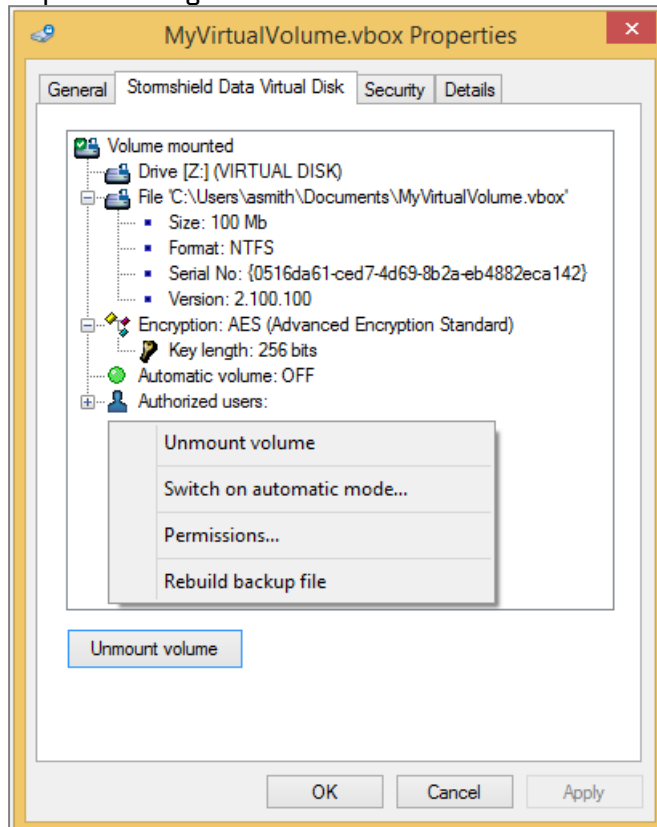 MyVirtualVolume.vbox Properties
General Stormshield Data Virtual Disk Security Details
Volume mounted
Drive [Z:] (VIRTUAL DISK)
File 'C:\Users\asmith\Documents\MyVirtualVolume.vbox'
Size: 100 Mb
Format: NTFS
Serial No: {0516da61-ced7-4d69-8b2a-eb4882eca142}
Version: 2.100.100
Encryption: AES (Advanced Encryption Standard)
Key length: 256 bits
Automatic volume: OFF
Authorized users:
Unmount volume
Switch on automatic mode...
Permissions...
Rebuild backup file
Unmount volume
OK Cancel Apply